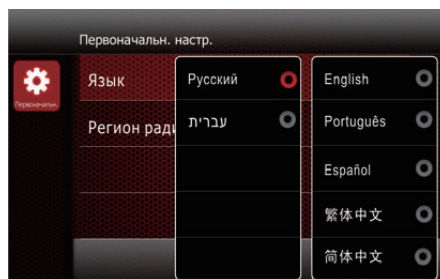 Первоначальн. настр.
Первоначальн.
Язык
Регион ради
Русский
עברית
English
Português
Español
繁体中文
简体中文